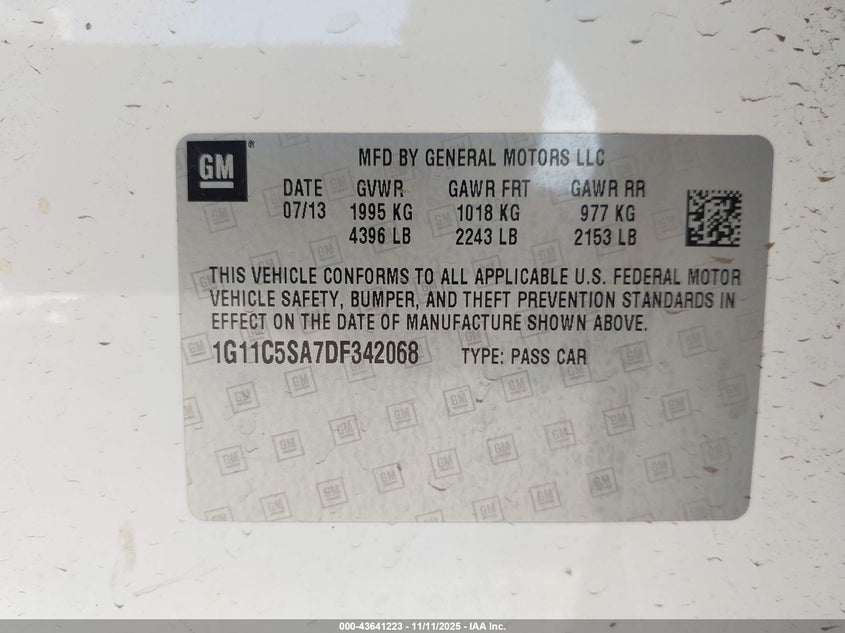 GM
MFD BY GENERAL MOTORS LLC
DATE GVWR GAWR FRT GAWR RR
07/13 1995 KG 1018 KG 977 KG
4396 LB 2243 LB 2153 LB
THIS VEHICLE CONFORMS TO ALL APPLICABLE U.S. FEDERAL MOTOR
VEHICLE SAFETY, BUMPER, AND THEFT PREVENTION STANDARDS IN
EFFECT ON THE DATE OF MANUFACTURE SHOWN ABOVE.
1G11C5SA7DF342068 TYPE: PASS CAR
000-43641223 - 11/11/2025 - IAA Inc.